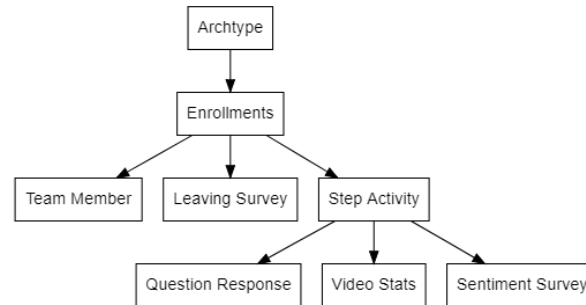 Archtype
Enrollments
Team Member
Leaving Survey
Step Activity
Question Response
Video Stats
Sentiment Survey